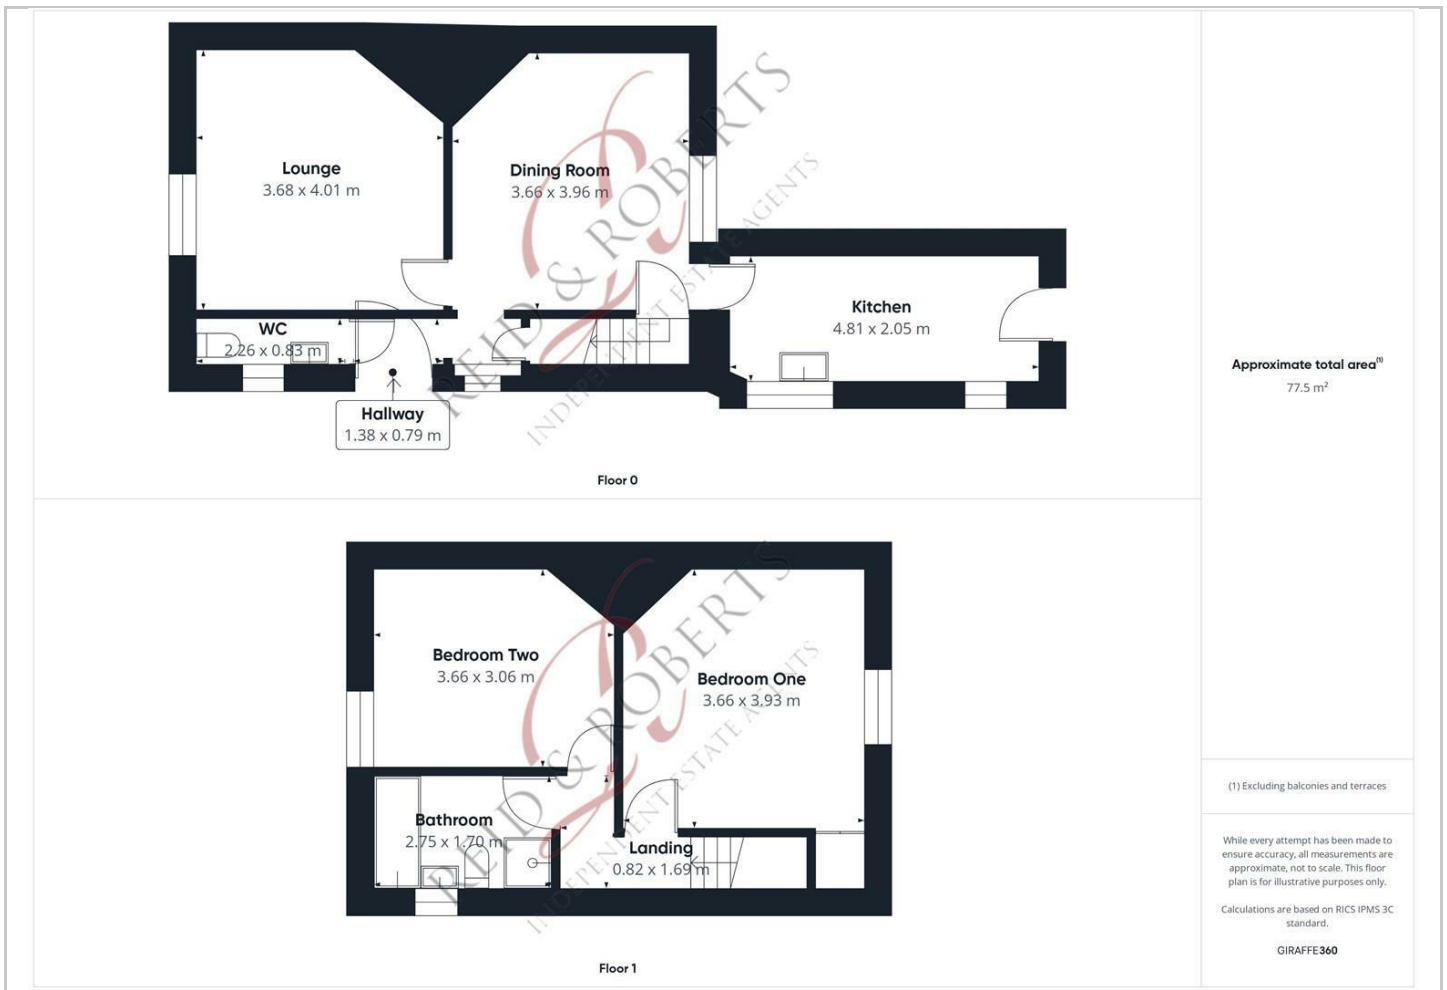 Lounge
3.68 x 4.01 m
Dining Room
3.66 x 3.96 m
Kitchen
4.81 x 2.05 m
WC
2.26 x 0.83 m
Hallway
1.38 x 0.79 m
REID & ROBERTS
INDEPENDENT ESTATE AGENTS
Floor 0
Bedroom Two
3.66 x 3.06 m
Bedroom One
3.66 x 3.93 m
Bathroom
2.75 x 1.70 m
Landing
0.82 x 1.69 m
REID & ROBERTS
INDEPENDENT ESTATE AGENTS
Floor 1
Approximate total area(1)
77.5 m²
(1) Excluding balconies and terraces
While every attempt has been made to
ensure accuracy, all measurements are
approximate, not to scale. This floor
plan is for illustrative purposes only.
Calculations are based on RICS IPMS 3C
standard.
GIRAFFE360